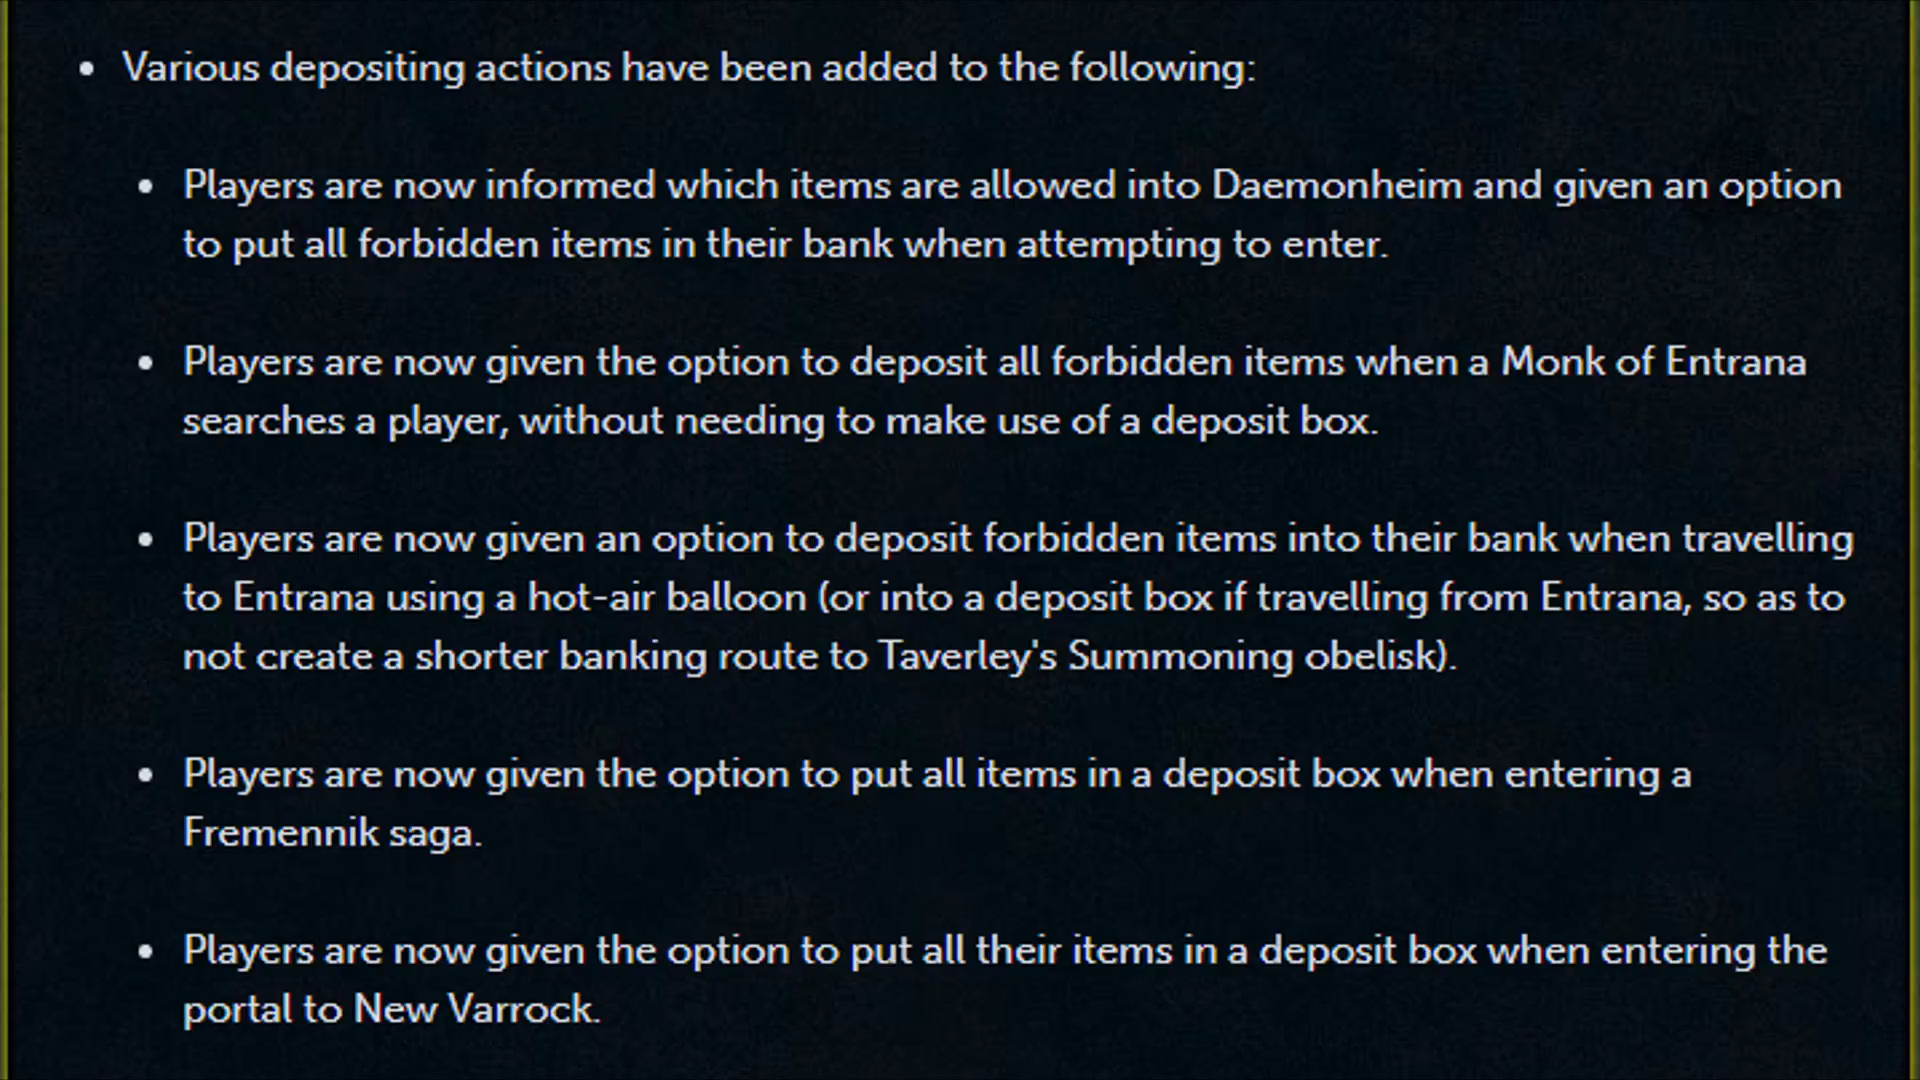 • Various depositing actions have been added to the following:
• Players are now informed which items are allowed into Daemonheim and given an option
to put all forbidden items in their bank when attempting to enter.
• Players are now given the option to deposit all forbidden items when a Monk of Entrana
searches a player, without needing to make use of a deposit box.
• Players are now given an option to deposit forbidden items into their bank when travelling
to Entrana using a hot-air balloon (or into a deposit box if travelling from Entrana, so as to
not create a shorter banking route to Taverley's Summoning obelisk).
• Players are now given the option to put all items in a deposit box when entering a
Fremennik saga.
• Players are now given the option to put all their items in a deposit box when entering the
portal to New Varrock.